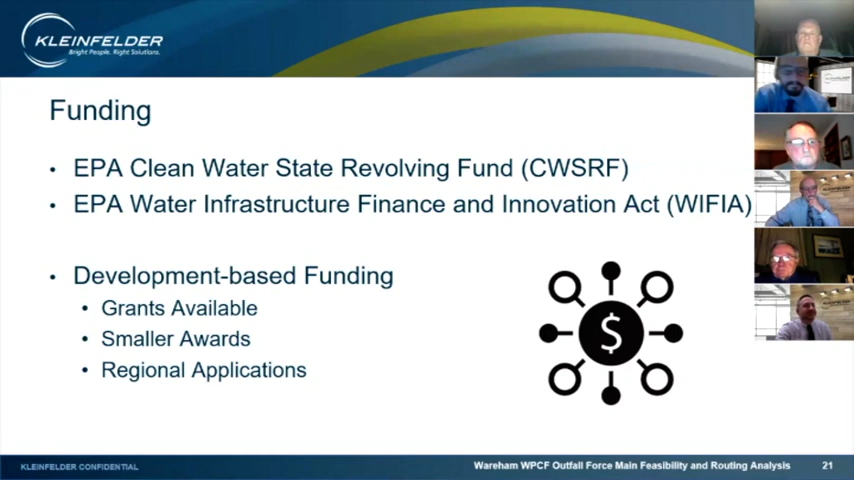 KLEINFELDER
Bright People. Right Solutions.
Funding
• EPA Clean Water State Revolving Fund (CWSRF)
• EPA Water Infrastructure Finance and Innovation Act (WIFIA)
• Development-based Funding
• Grants Available
• Smaller Awards
• Regional Applications
$
KLEINFELDER CONFIDENTIAL
Wareham WPCF Outfall Force Main Feasibility and Routing Analysis
21